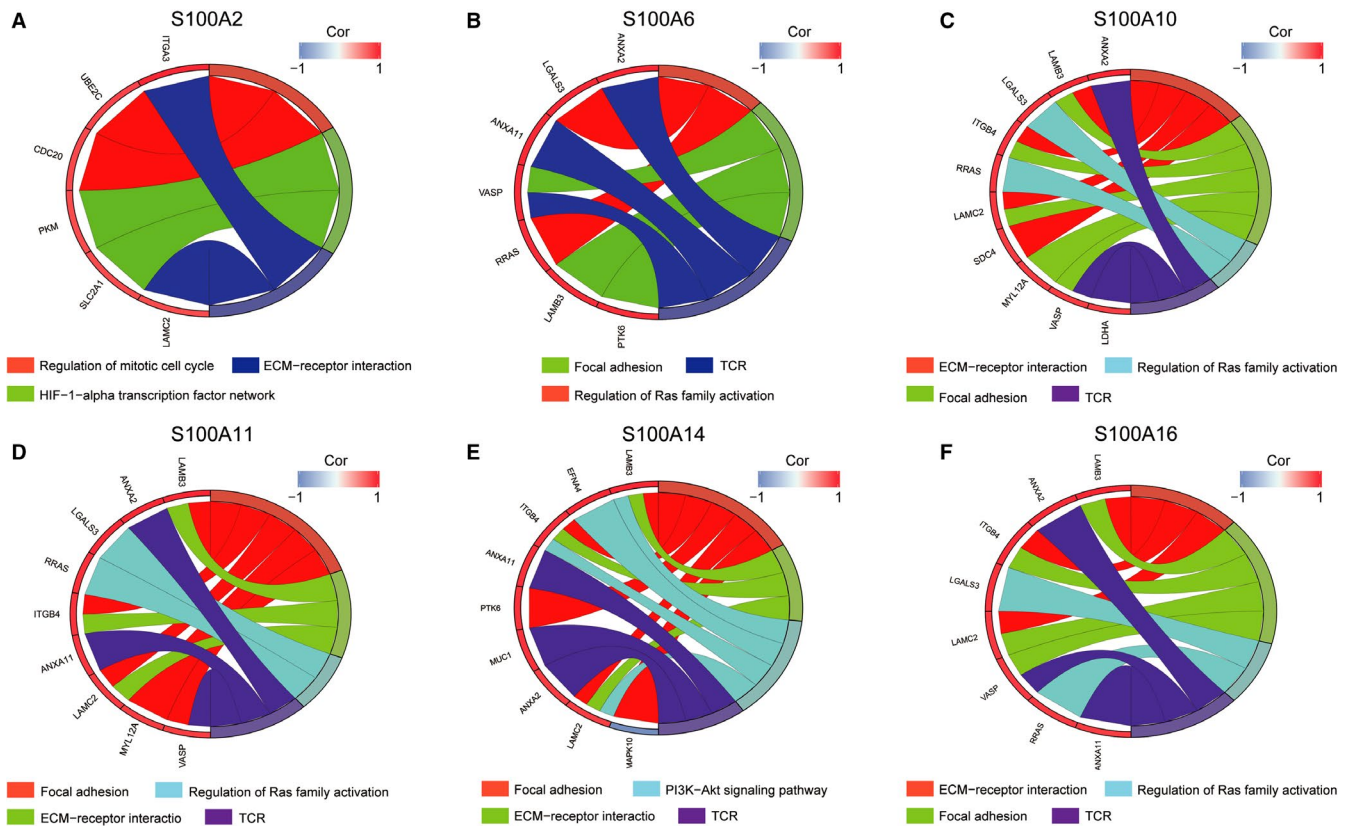 A
S100A2
Cor
−1 1
ITGA3
UBE2C
CDC20
PKM
SLC2A1
LAMC2
Regulation of mitotic cell cycle
ECM−receptor interaction
HIF−1−alpha transcription factor network
B
S100A6
Cor
−1 1
ANXA2
LGALS3
ANXA11
VASP
RRAS
LAMB3
PTK6
Focal adhesion
TCR
Regulation of Ras family activation
C
S100A10
Cor
−1 1
ANXA2
LAMB3
LGALS3
ITGB4
RRAS
LAMC2
SDC4
MYL12A
VASP
LDHA
ECM−receptor interaction
Regulation of Ras family activation
Focal adhesion
TCR
D
S100A11
Cor
−1 1
LAMB3
ANXA2
LGALS3
RRAS
ITGB4
ANXA11
LAMC2
MYL12A
VASP
Focal adhesion
Regulation of Ras family activation
ECM−receptor interactio
TCR
E
S100A14
Cor
−1 1
LAMB3
EFNA4
ITGB4
ANXA11
PTK6
MUC1
ANXA2
LAMC2
MAPK10
Focal adhesion
PI3K−Akt signaling pathway
ECM−receptor interaction
TCR
F
S100A16
Cor
−1 1
LAMB3
ANXA2
ITGB4
LGALS3
LAMC2
VASP
RRAS
ANXA11
ECM−receptor interaction
Regulation of Ras family activation
Focal adhesion
TCR